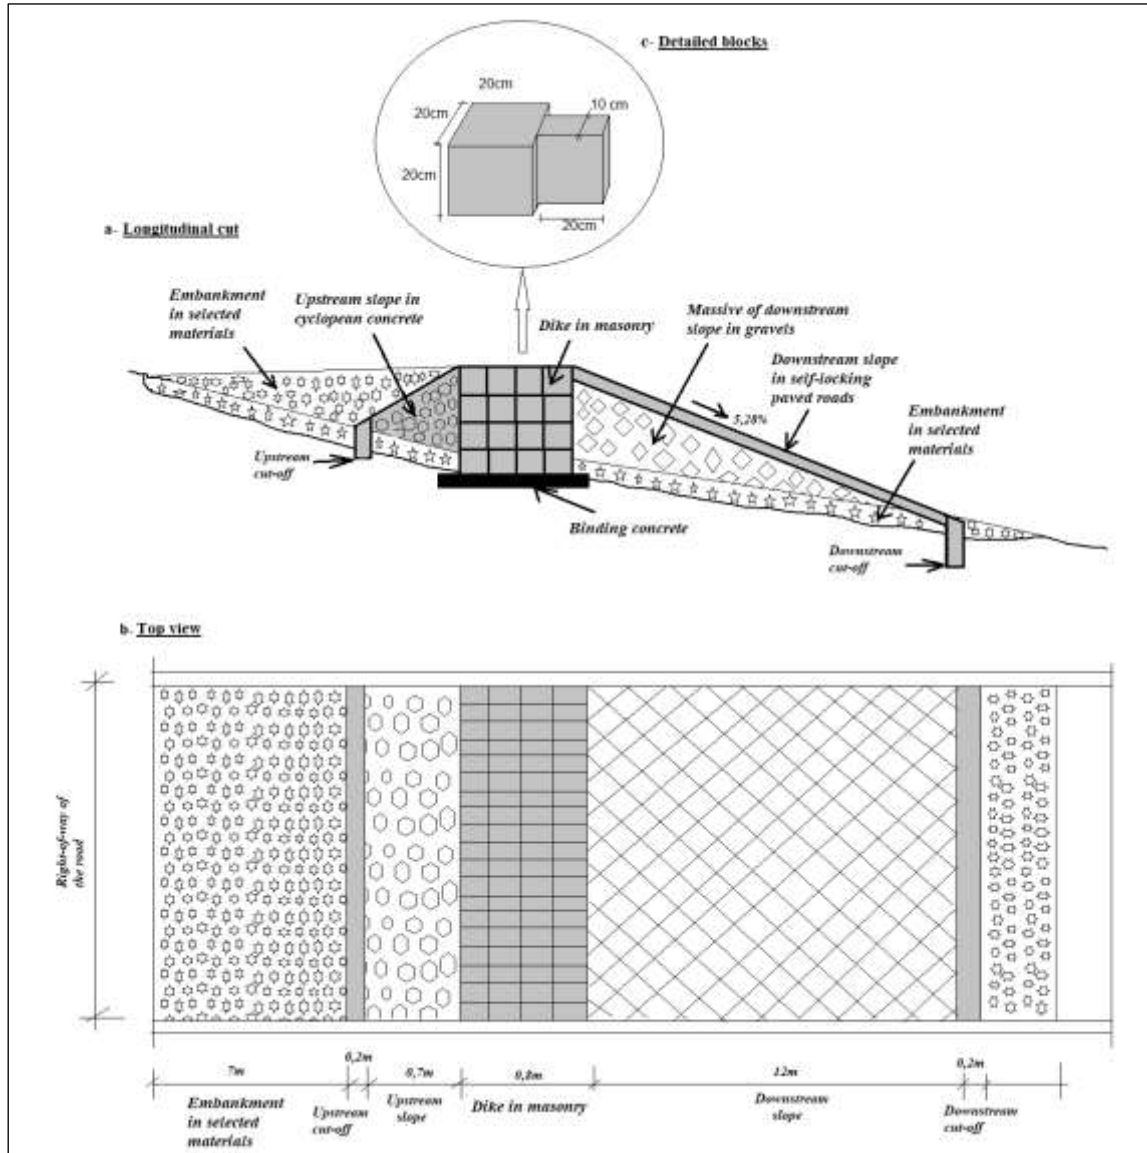 c- Detailed blocks
20cm
20cm
10 cm
20cm
20cm
a- Longitudinal cut
Embankment
in selected
materials
Upstream slope in
cyclopean concrete
Dike in masonry
Massive of downstream
slope in gravels
Downstream slope
in self-locking
paved roads
5,28%
Embankment
in selected
materials
Upstream
cut-off
Binding concrete
Downstream
cut-off
b- Top view
Right-of-way of
the road
7m
0,2m
0,7m
0,8m
12m
0,2m
Embankment
in selected
materials
Upstream
cut-off
Upstream
slope
Dike in masonry
Downstream
slope
Downstream
cut-off